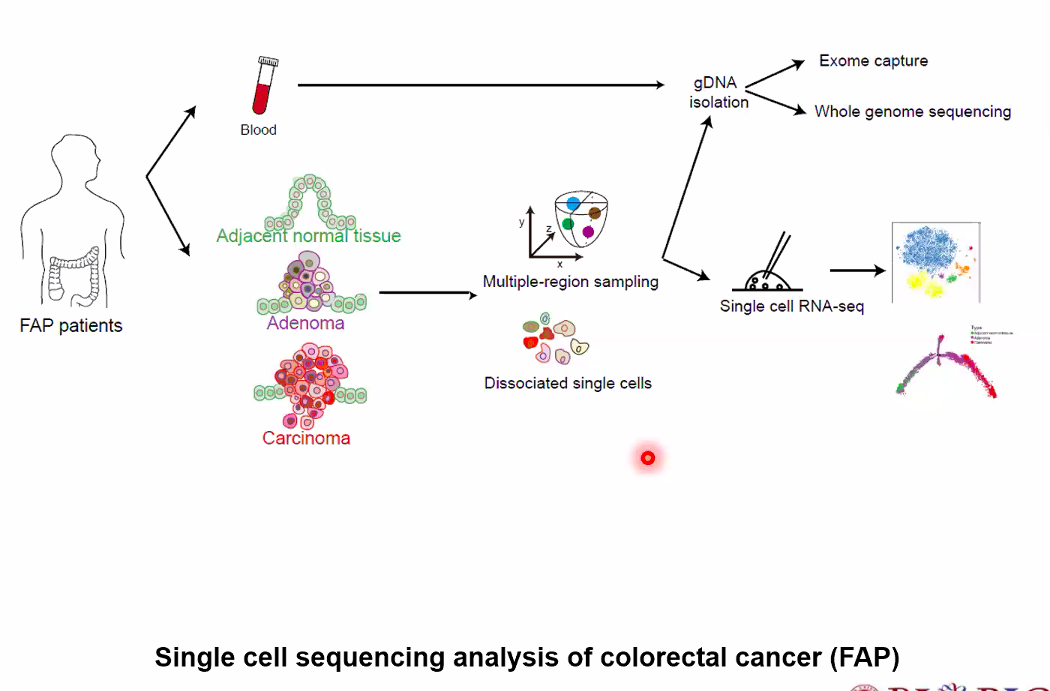 Blood
gDNA
isolation
Exome capture
Whole genome sequencing
FAP patients
Adjacent normal tissue
Adenoma
Carcinoma
y
z
x
Multiple-region sampling
Dissociated single cells
Single cell RNA-seq
Type
Adenoma
Carcinoma
Single cell sequencing analysis of colorectal cancer (FAP)